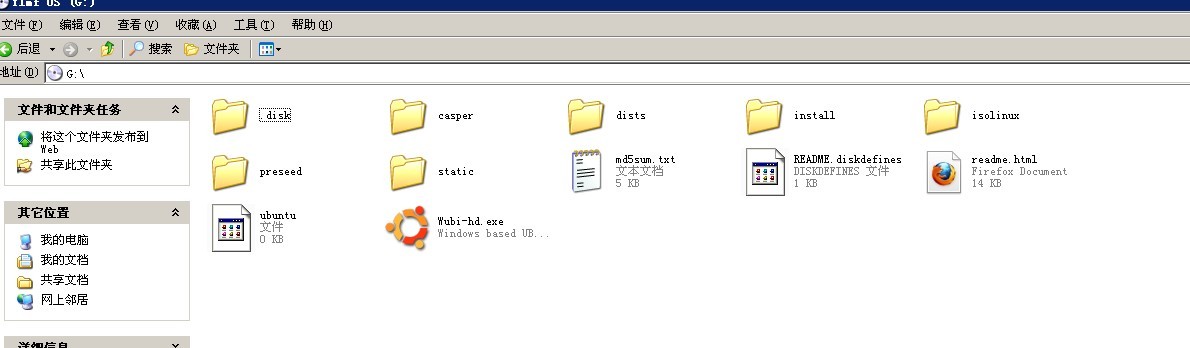 Ylmf OS (G:)
文件(F) 编辑(E) 查看(V) 收藏(A) 工具(T) 帮助(H)
后退 搜索 文件夹
地址(D) G:\
文件和文件夹任务
将这个文件夹发布到
Web
共享此文件夹
其它位置
我的电脑
我的文档
共享文档
网上邻居
详细信息
.disk
casper
dists
install
isolinux
preseed
static
md5sum.txt
文本文档
5 KB
README.diskdefines
DISKDEFINES 文件
1 KB
readme.html
Firefox Document
14 KB
ubuntu
文件
0 KB
Wubi-hd.exe
Windows based UB...